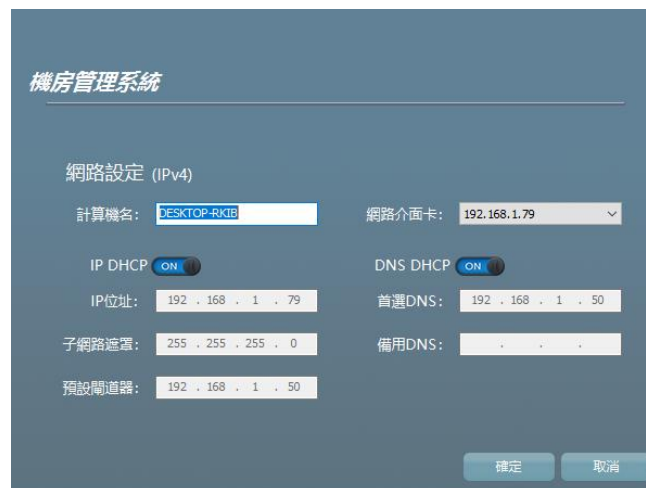 機房管理系統
網路設定 (IPv4)
計算機名: DESKTOP-RKIB 網路介面卡: 192.168.1.79
IP DHCP ON DNS DHCP ON
IP位址: 192 . 168 . 1 . 79 首選DNS: 192 . 168 . 1 . 50
子網路遮罩: 255 . 255 . 255 . 0 備用DNS: . . .
預設閘道器: 192 . 168 . 1 . 50
確定 取消